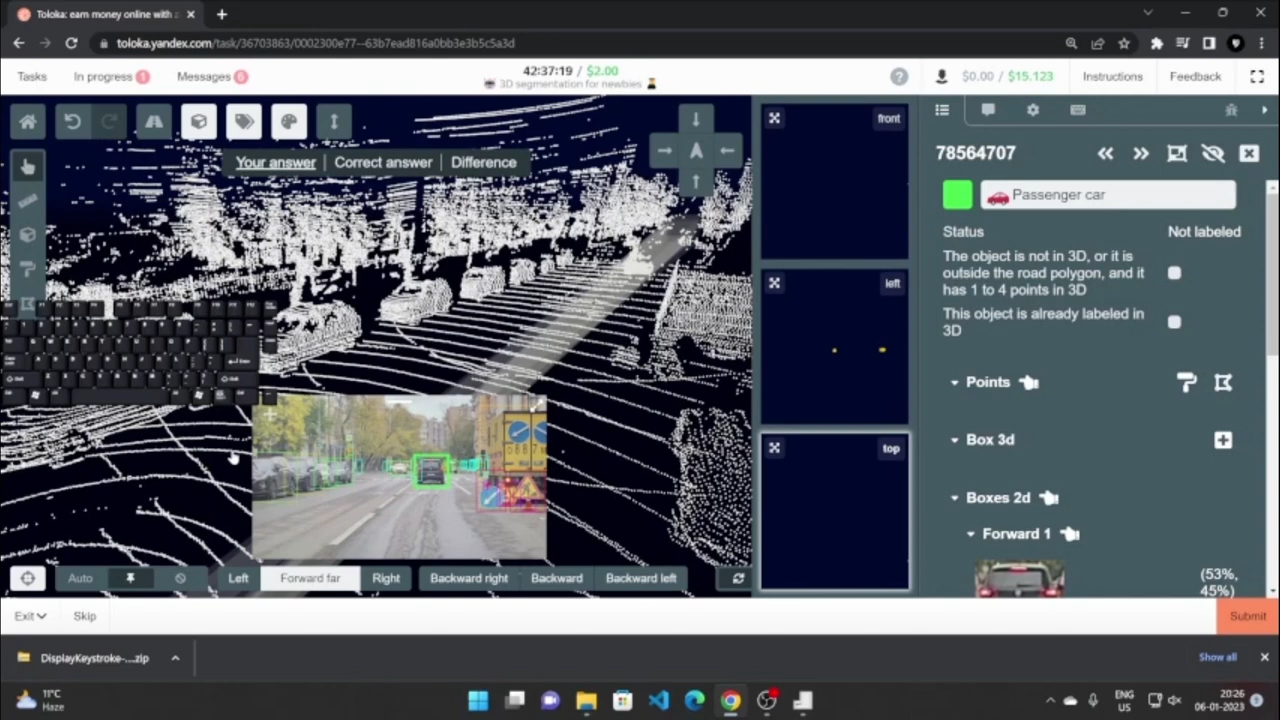 Toloka: earn money online with
toloka.yandex.com/task/36703863/0002300e77--63b7ead816a0bb3e3b5c5a3d
Tasks
In progress 1
Messages 6
42:37:19 / $2.00
3D segmentation for newbies
$0.00 / $15.123
Instructions
Feedback
Your answer
Correct answer
Difference
front
left
top
78564707
Passenger car
Status
Not labeled
The object is not in 3D, or it is
outside the road polygon, and it
has 1 to 4 points in 3D
This object is already labeled in
3D
Points
Box 3d
Boxes 2d
Forward 1
(53%,
45%)
Auto
Left
Forward far
Right
Backward right
Backward
Backward left
Exit
Skip
Submit
DisplayKeystroke-....zip
Show all
11°C
Haze
ENG
US
20:26
06-01-2023